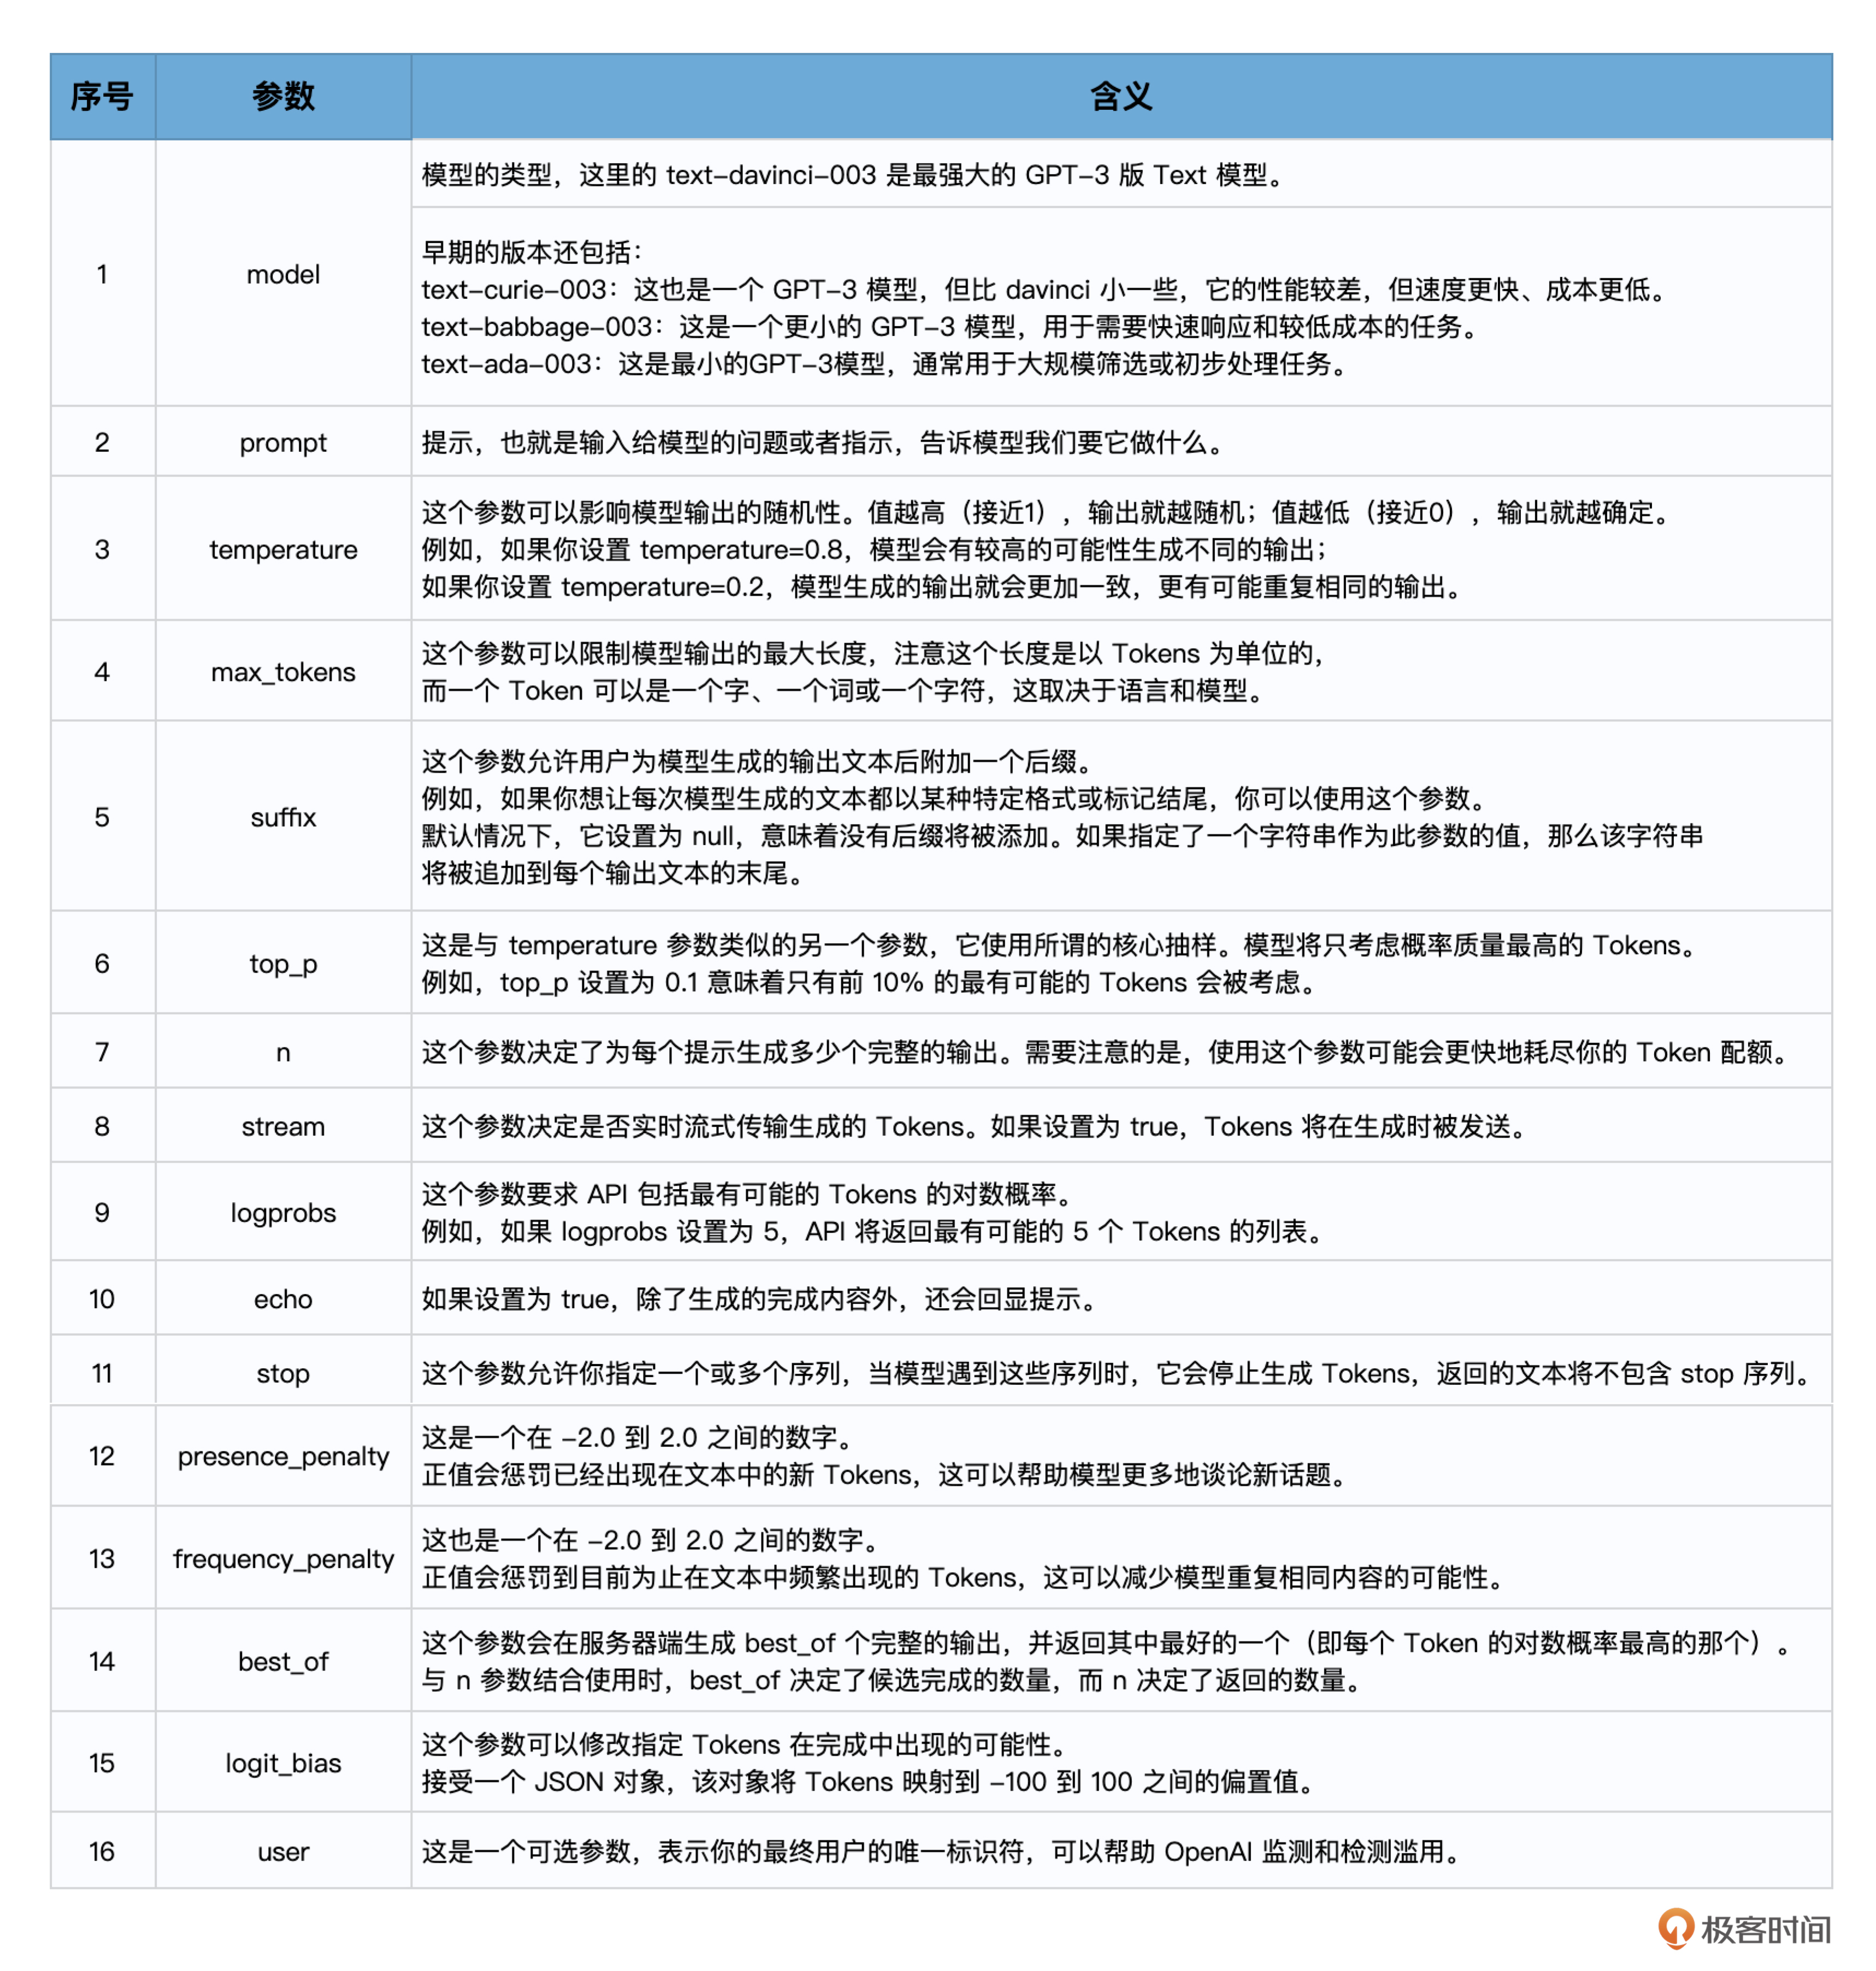 序号 参数 含义
1 model 模型的类型，这里的 text-davinci-003 是最强大的 GPT-3 版 Text 模型。
早期的版本还包括：
text-curie-003：这也是一个 GPT-3 模型，但比 davinci 小一些，它的性能较差，但速度更快、成本更低。
text-babbage-003：这是一个更小的 GPT-3 模型，用于需要快速响应和较低成本的任务。
text-ada-003：这是最小的GPT-3模型，通常用于大规模筛选或初步处理任务。
2 prompt 提示，也就是输入给模型的问题或者指示，告诉模型我们要它做什么。
3 temperature 这个参数可以影响模型输出的随机性。值越高（接近1），输出就越随机；值越低（接近0），输出就越确定。
例如，如果你设置 temperature=0.8，模型会有较高的可能性生成不同的输出；
如果你设置 temperature=0.2，模型生成的输出就会更加一致，更有可能重复相同的输出。
4 max_tokens 这个参数可以限制模型输出的最大长度，注意这个长度是以 Tokens 为单位的，
而一个 Token 可以是一个字、一个词或一个字符，这取决于语言和模型。
5 suffix 这个参数允许用户为模型生成的输出文本后附加一个后缀。
例如，如果你想让每次模型生成的文本都以某种特定格式或标记结尾，你可以使用这个参数。
默认情况下，它设置为 null，意味着没有后缀将被添加。如果指定了一个字符串作为此参数的值，那么该字符串
将被追加到每个输出文本的末尾。
6 top_p 这是与 temperature 参数类似的另一个参数，它使用所谓的核心抽样。模型将只考虑概率质量最高的 Tokens。
例如，top_p 设置为 0.1 意味着只有前 10% 的最有可能的 Tokens 会被考虑。
7 n 这个参数决定了为每个提示生成多少个完整的输出。需要注意的是，使用这个参数可能会更快地耗尽你的 Token 配额。
8 stream 这个参数决定是否实时流式传输生成的 Tokens。如果设置为 true，Tokens 将在生成时被发送。
9 logprobs 这个参数要求 API 包括最有可能的 Tokens 的对数概率。
例如，如果 logprobs 设置为 5，API 将返回最有可能的 5 个 Tokens 的列表。
10 echo 如果设置为 true，除了生成的完成内容外，还会回显提示。
11 stop 这个参数允许你指定一个或多个序列，当模型遇到这些序列时，它会停止生成 Tokens，返回的文本将不包含 stop 序列。
12 presence_penalty 这是一个在 -2.0 到 2.0 之间的数字。
正值会惩罚已经出现在文本中的新 Tokens，这可以帮助模型更多地谈论新话题。
13 frequency_penalty 这也是一个在 -2.0 到 2.0 之间的数字。
正值会惩罚到目前为止在文本中频繁出现的 Tokens，这可以减少模型重复相同内容的可能性。
14 best_of 这个参数会在服务器端生成 best_of 个完整的输出，并返回其中最好的一个（即每个 Token 的对数概率最高的那个）。
与 n 参数结合使用时，best_of 决定了候选完成的数量，而 n 决定了返回的数量。
15 logit_bias 这个参数可以修改指定 Tokens 在完成中出现的可能性。
接受一个 JSON 对象，该对象将 Tokens 映射到 -100 到 100 之间的偏置值。
16 user 这是一个可选参数，表示你的最终用户的唯一标识符，可以帮助 OpenAI 监测和检测滥用。
极客时间